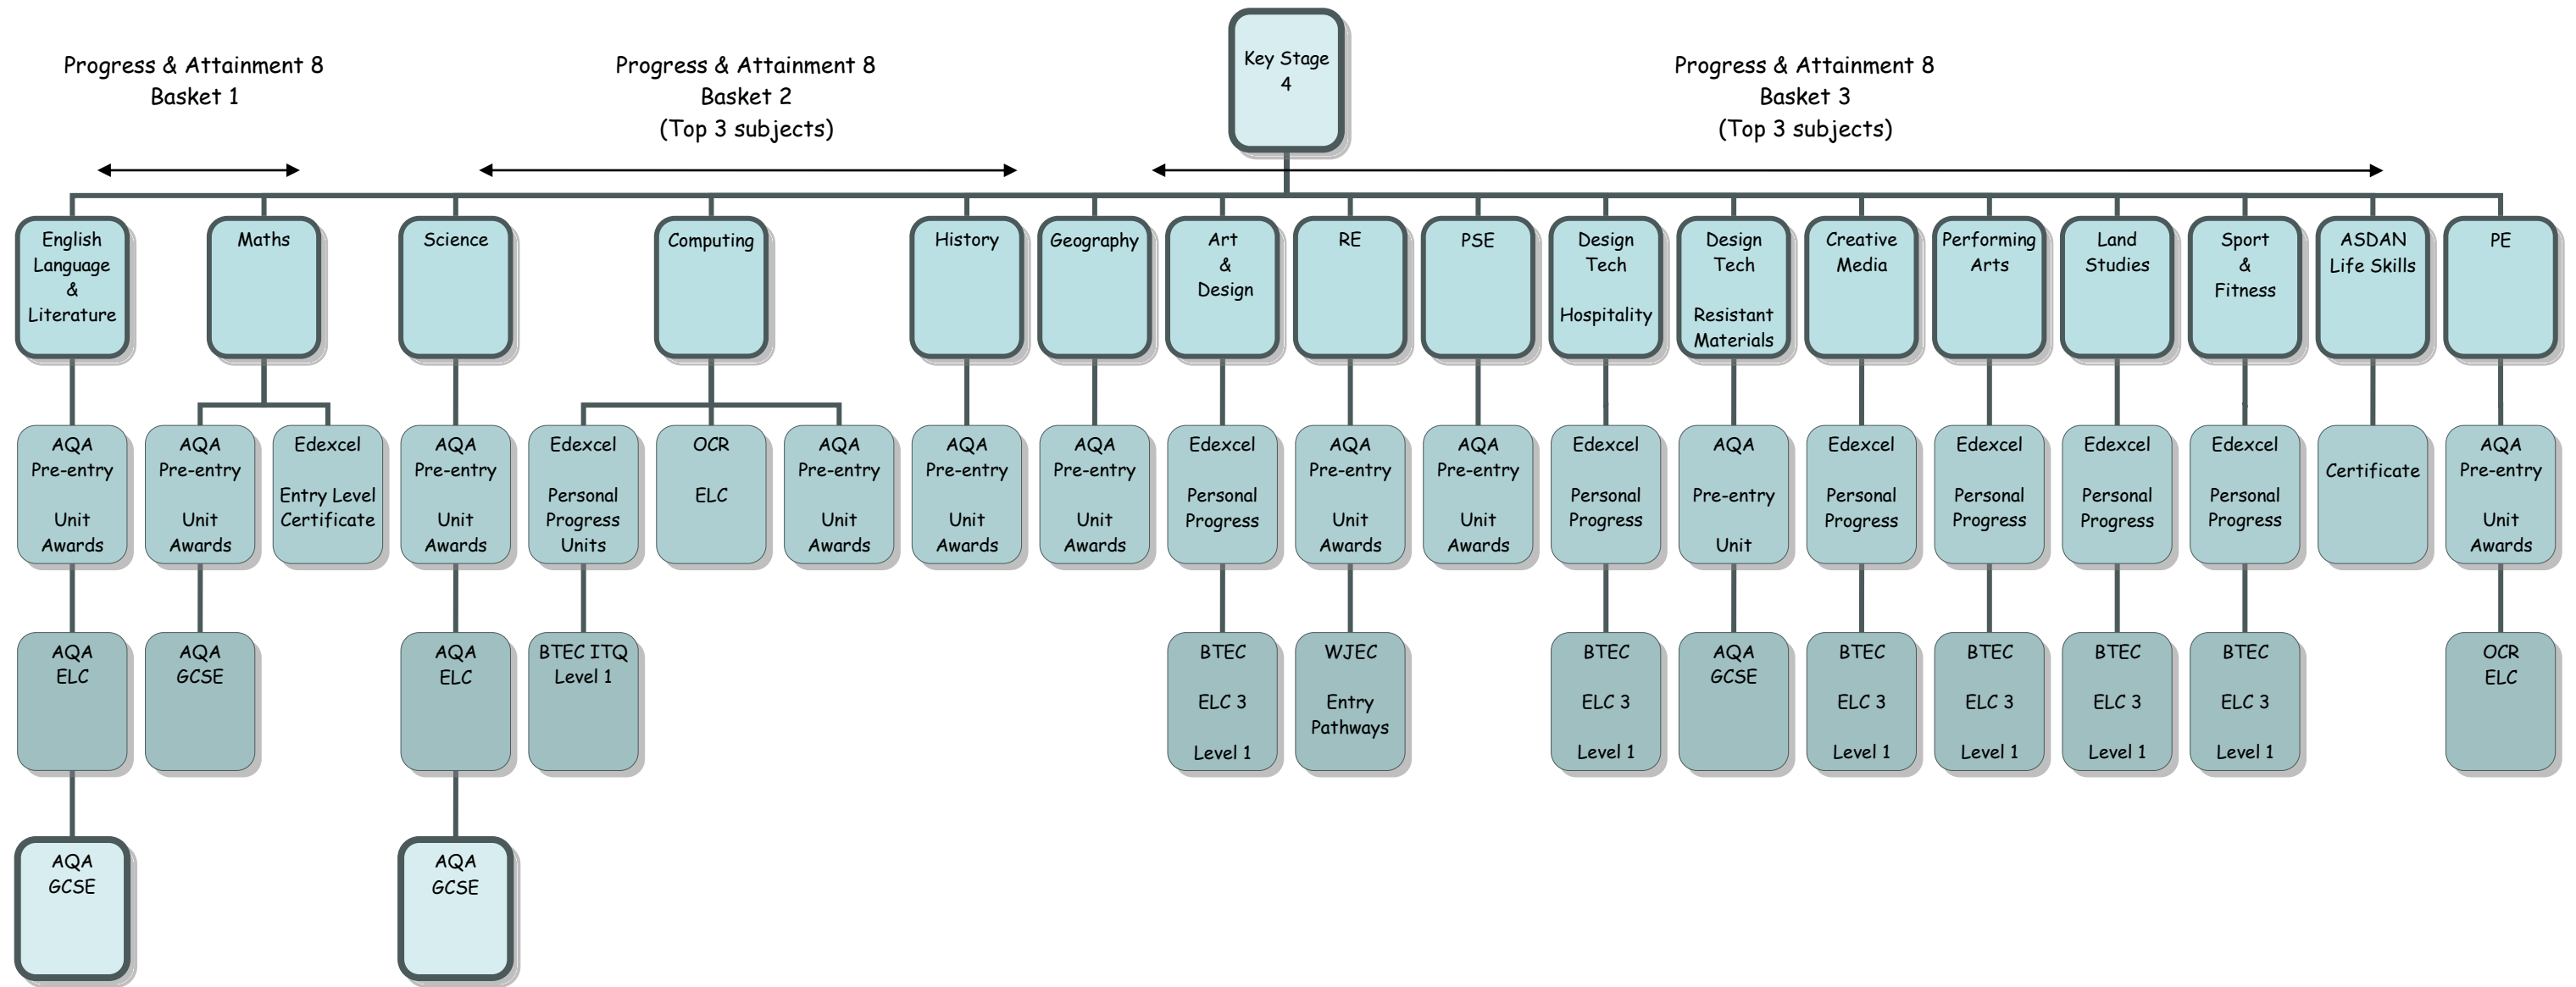 Key Stage
4
Progress & Attainment 8
Basket 1
Progress & Attainment 8
Basket 2
(Top 3 subjects)
Progress & Attainment 8
Basket 3
(Top 3 subjects)
English
Language
&
Literature
Maths
Science
Computing
History
Geography
Art
&
Design
RE
PSE
Design
Tech
Hospitality
Design
Tech
Resistant
Materials
Creative
Media
Performing
Arts
Land
Studies
Sport
&
Fitness
ASDAN
Life Skills
PE
AQA
Pre-entry
Unit
Awards
AQA
Pre-entry
Unit
Awards
Edexcel
Entry Level
Certificate
AQA
Pre-entry
Unit
Awards
Edexcel
Personal
Progress
Units
OCR
ELC
AQA
Pre-entry
Unit
Awards
AQA
Pre-entry
Unit
Awards
AQA
Pre-entry
Unit
Awards
Edexcel
Personal
Progress
AQA
Pre-entry
Unit
Awards
AQA
Pre-entry
Unit
Awards
Edexcel
Personal
Progress
AQA
Pre-entry
Unit
Edexcel
Personal
Progress
Edexcel
Personal
Progress
Edexcel
Personal
Progress
Edexcel
Personal
Progress
Certificate
AQA
Pre-entry
Unit
Awards
AQA
ELC
AQA
GCSE
AQA
ELC
BTEC ITQ
Level 1
BTEC
ELC 3
Level 1
WJEC
Entry
Pathways
BTEC
ELC 3
Level 1
AQA
GCSE
BTEC
ELC 3
Level 1
BTEC
ELC 3
Level 1
BTEC
ELC 3
Level 1
BTEC
ELC 3
Level 1
OCR
ELC
AQA
GCSE
AQA
GCSE